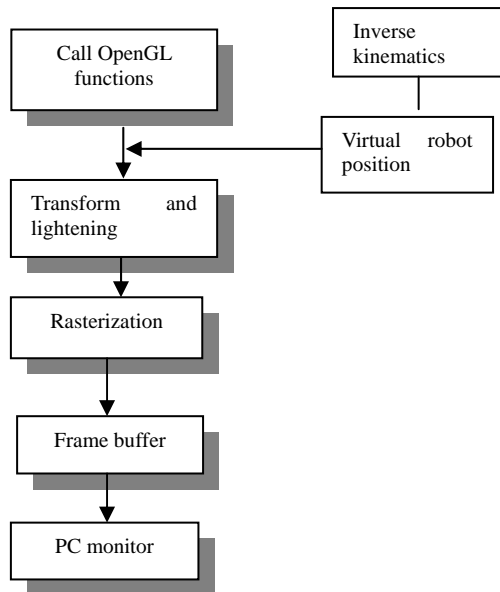 Call OpenGL
functions
Inverse
kinematics
Virtual robot
position
Transform and
lightening
Rasterization
Frame buffer
PC monitor